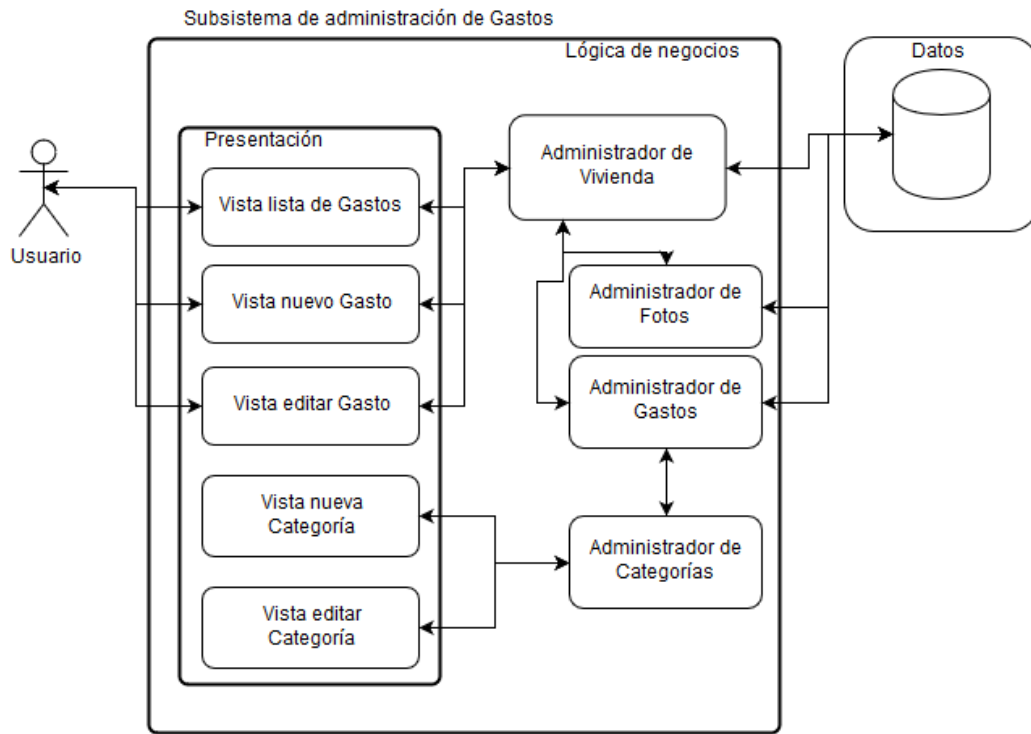 Subsistema de administración de Gastos
Lógica de negocios
Datos
Presentación
Usuario
Vista lista de Gastos
Vista nuevo Gasto
Vista editar Gasto
Vista nueva
Categoría
Vista editar
Categoría
Administrador de
Vivienda
Administrador de
Fotos
Administrador de
Gastos
Administrador de
Categorías